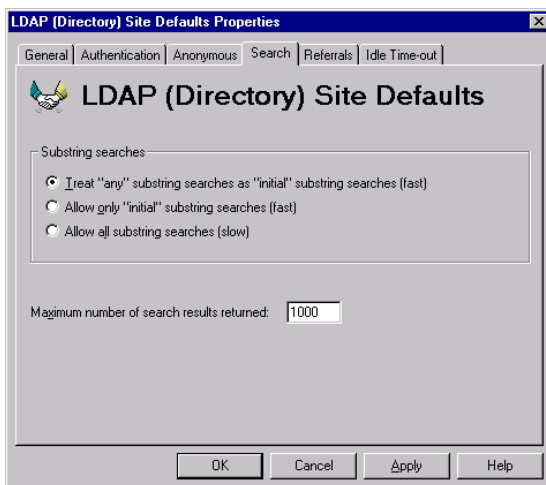 LDAP (Directory) Site Defaults Properties
General Authentication Anonymous Search Referrals Idle Time-out
LDAP (Directory) Site Defaults
Substring searches
Treat "any" substring searches as "initial" substring searches (fast)
Allow only "initial" substring searches (fast)
Allow all substring searches (slow)
Maximum number of search results returned: 1000
OK Cancel Apply Help